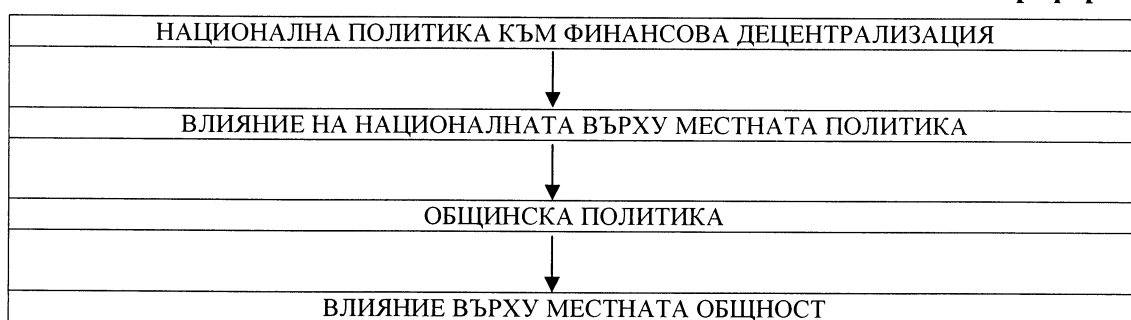 НАЦИОНАЛНА ПОЛИТИКА КЪМ ФИНАНСОВА ДЕЦЕНТРАЛИЗАЦИЯ
ВЛИЯНИЕ НА НАЦИОНАЛНАТА ВЪРХУ МЕСТНАТА ПОЛИТИКА
ОБЩИНСКА ПОЛИТИКА
ВЛИЯНИЕ ВЪРХУ МЕСТНАТА ОБЩНОСТ